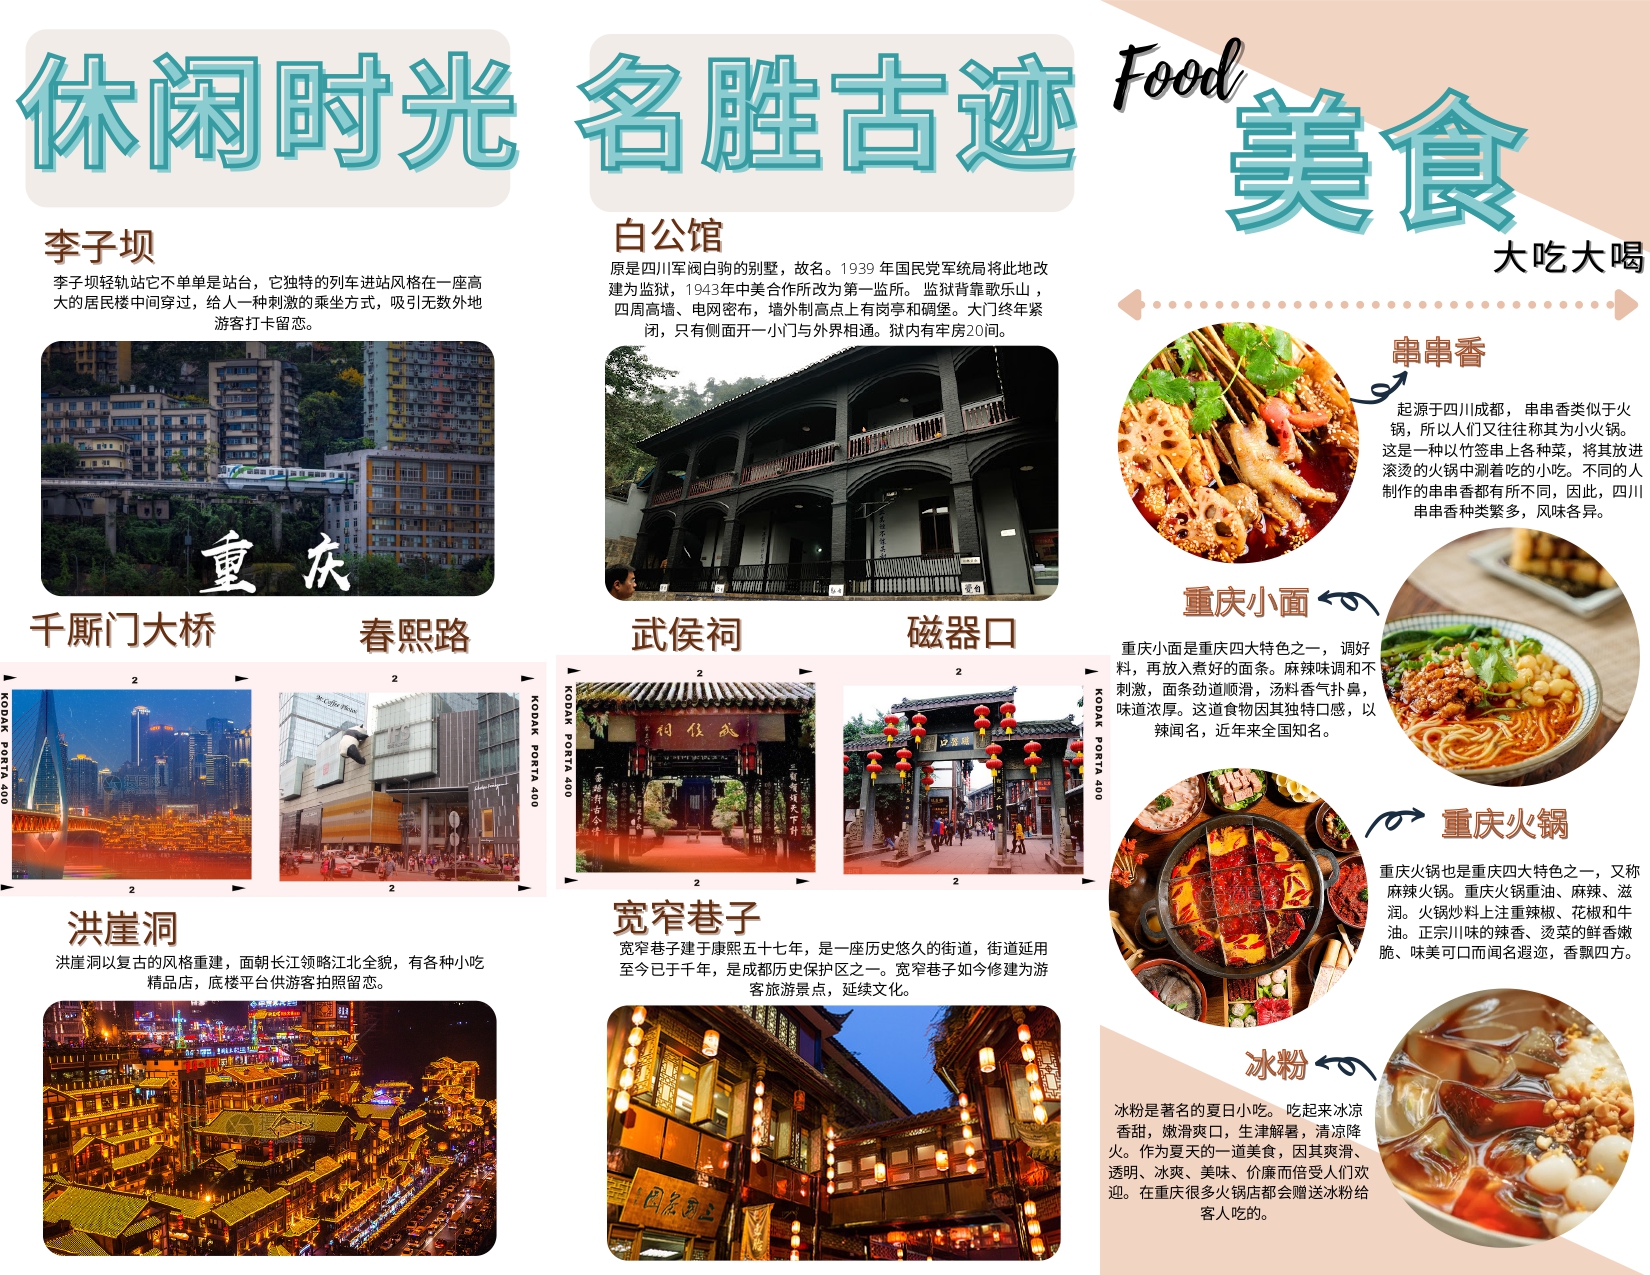 休闲时光
李子坝
李子坝轻轨站它不单单是站台，它独特的列车进站风格在一座高
大的居民楼中间穿过，给人一种刺激的乘坐方式，吸引无数外地
游客打卡留恋。
重 庆
千厮门大桥
春熙路
2
2
KODAK PORTA 400
KODAK PORTA 400
2
2
洪崖洞
洪崖洞以复古的风格重建，面朝长江领略江北全貌，有各种小吃
精品店，底楼平台供游客拍照留恋。
名胜古迹
白公馆
原是四川军阀白驹的别墅，故名。1939 年国民党军统局将此地改
建为监狱，1943年中美合作所改为第一监所。 监狱背靠歌乐山 ，
四周高墙、电网密布，墙外制高点上有岗亭和碉堡。大门终年紧
闭，只有侧面开一小门与外界相通。狱内有牢房20间。
武侯祠
磁器口
2
2
KODAK PORTA 400
KODAK PORTA 400
祠侯武
口器磁
2
2
宽窄巷子
宽窄巷子建于康熙五十七年，是一座历史悠久的街道，街道延用
至今已于千年，是成都历史保护区之一。宽窄巷子如今修建为游
客旅游景点，延续文化。
園茶國三
Food
美食
大吃大喝
串串香
起源于四川成都， 串串香类似于火
锅，所以人们又往往称其为小火锅。
这是一种以竹签串上各种菜，将其放进
滚烫的火锅中涮着吃的小吃。不同的人
制作的串串香都有所不同，因此，四川
串串香种类繁多，风味各异。
重庆小面
重庆小面是重庆四大特色之一， 调好
料，再放入煮好的面条。麻辣味调和不
刺激，面条劲道顺滑，汤料香气扑鼻，
味道浓厚。这道食物因其独特口感，以
辣闻名，近年来全国知名。
重庆火锅
重庆火锅也是重庆四大特色之一，又称
麻辣火锅。重庆火锅重油、麻辣、滋
润。火锅炒料上注重辣椒、花椒和牛
油。正宗川味的辣香、烫菜的鲜香嫩
脆、味美可口而闻名遐迩，香飘四方。
冰粉
冰粉是著名的夏日小吃。 吃起来冰凉
香甜，嫩滑爽口，生津解暑，清凉降
火。作为夏天的一道美食，因其爽滑、
透明、冰爽、美味、价廉而倍受人们欢
迎。在重庆很多火锅店都会赠送冰粉给
客人吃的。